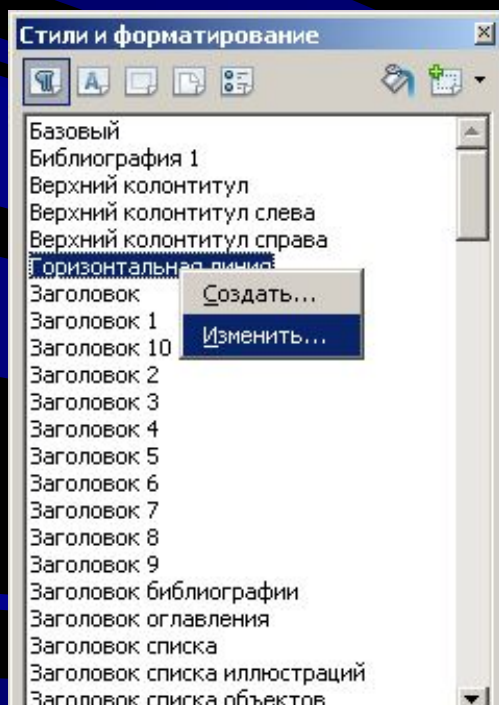 Стили и форматирование
Базовый
Библиография 1
Верхний колонтитул
Верхний колонтитул слева
Верхний колонтитул справа
Горизонтальная линия
Заголовок
Создать...
Заголовок 1
Изменить...
Заголовок 10
Заголовок 2
Заголовок 3
Заголовок 4
Заголовок 5
Заголовок 6
Заголовок 7
Заголовок 8
Заголовок 9
Заголовок библиографии
Заголовок оглавления
Заголовок списка
Заголовок списка иллюстраций
Заголовок списка объектов